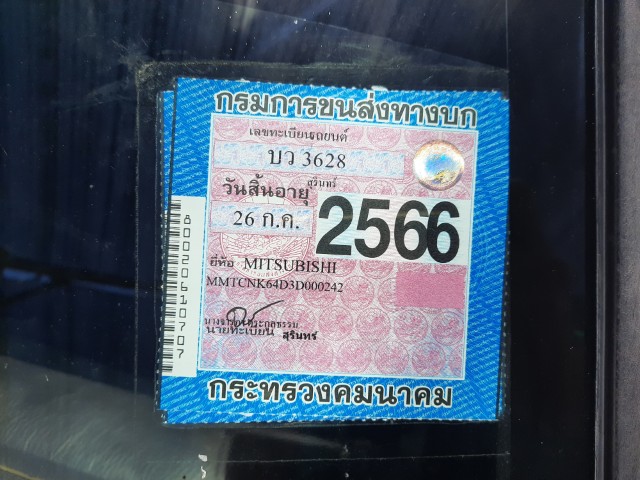 กรมการขนส่งทางบก
เลขทะเบียนรถยนต์
บว 3628
สุรินทร์
วันสิ้นอายุ
26 ก.ค.
2566
ยี่ห้อ MITSUBISHI
MMTCNK64D3D000242
นายทะเบียน สุรินทร์
80020610707
กระทรวงคมนาคม